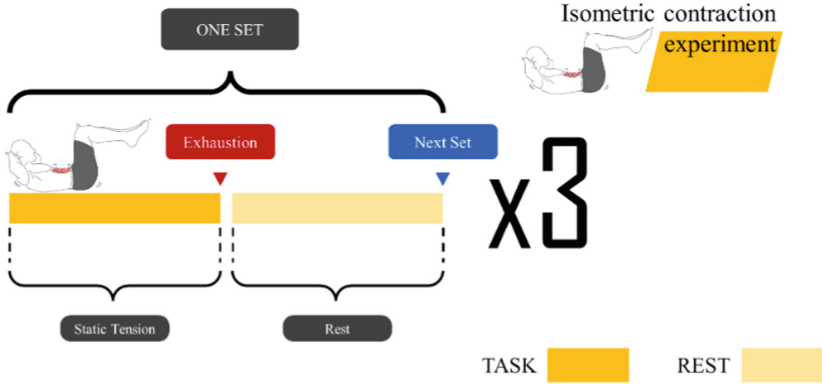 ONE SET
Isometric contraction
experiment
Exhaustion
Next Set
x3
Static Tension
Rest
TASK
REST